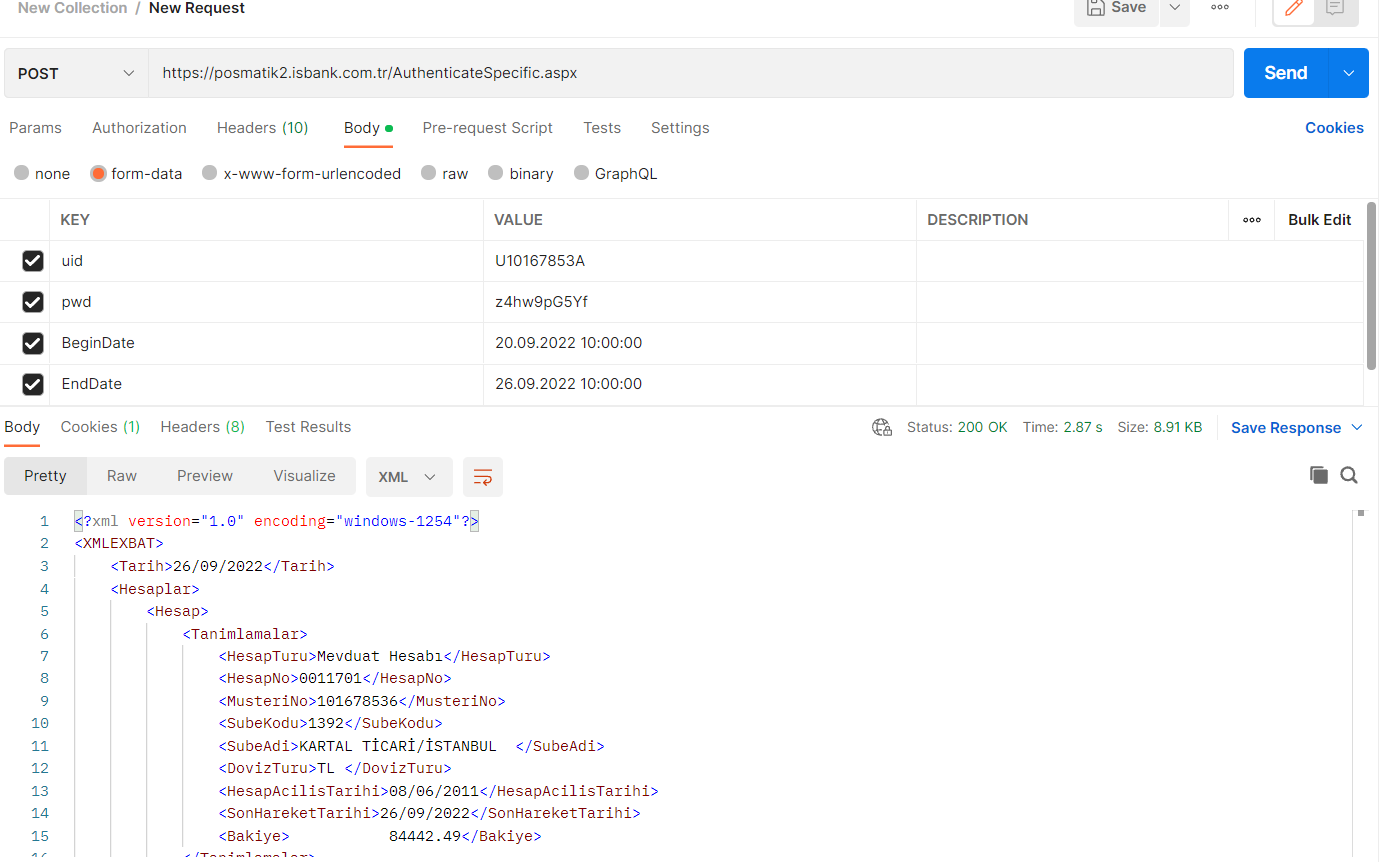 New Collection / New Request Save ooo
POST https://posmatik2.isbank.com.tr/AuthenticateSpecific.aspx Send
Params Authorization Headers (10) Body Pre-request Script Tests Settings Cookies
none form-data x-www-form-urlencoded raw binary GraphQL
KEY VALUE DESCRIPTION ooo Bulk Edit
uid U10167853A
pwd z4hw9pG5Yf
BeginDate 20.09.2022 10:00:00
EndDate 26.09.2022 10:00:00
Body Cookies (1) Headers (8) Test Results Status: 200 OK Time: 2.87 s Size: 8.91 KB Save Response
Pretty Raw Preview Visualize XML
1 <?xml version="1.0" encoding="windows-1254"?>
2 <XMLEXBAT>
3 <Tarih>26/09/2022</Tarih>
4 <Hesaplar>
5 <Hesap>
6 <Tanimlamalar>
7 <HesapTuru>Mevduat Hesabı</HesapTuru>
8 <HesapNo>0011701</HesapNo>
9 <MusteriNo>101678536</MusteriNo>
10 <SubeKodu>1392</SubeKodu>
11 <SubeAdi>KARTAL TİCARİ/İSTANBUL  </SubeAdi>
12 <DovizTuru>TL </DovizTuru>
13 <HesapAcilisTarihi>08/06/2011</HesapAcilisTarihi>
14 <SonHareketTarihi>26/09/2022</SonHareketTarihi>
15 <Bakiye>           84442.49</Bakiye>
16 </Tanimlamalar>